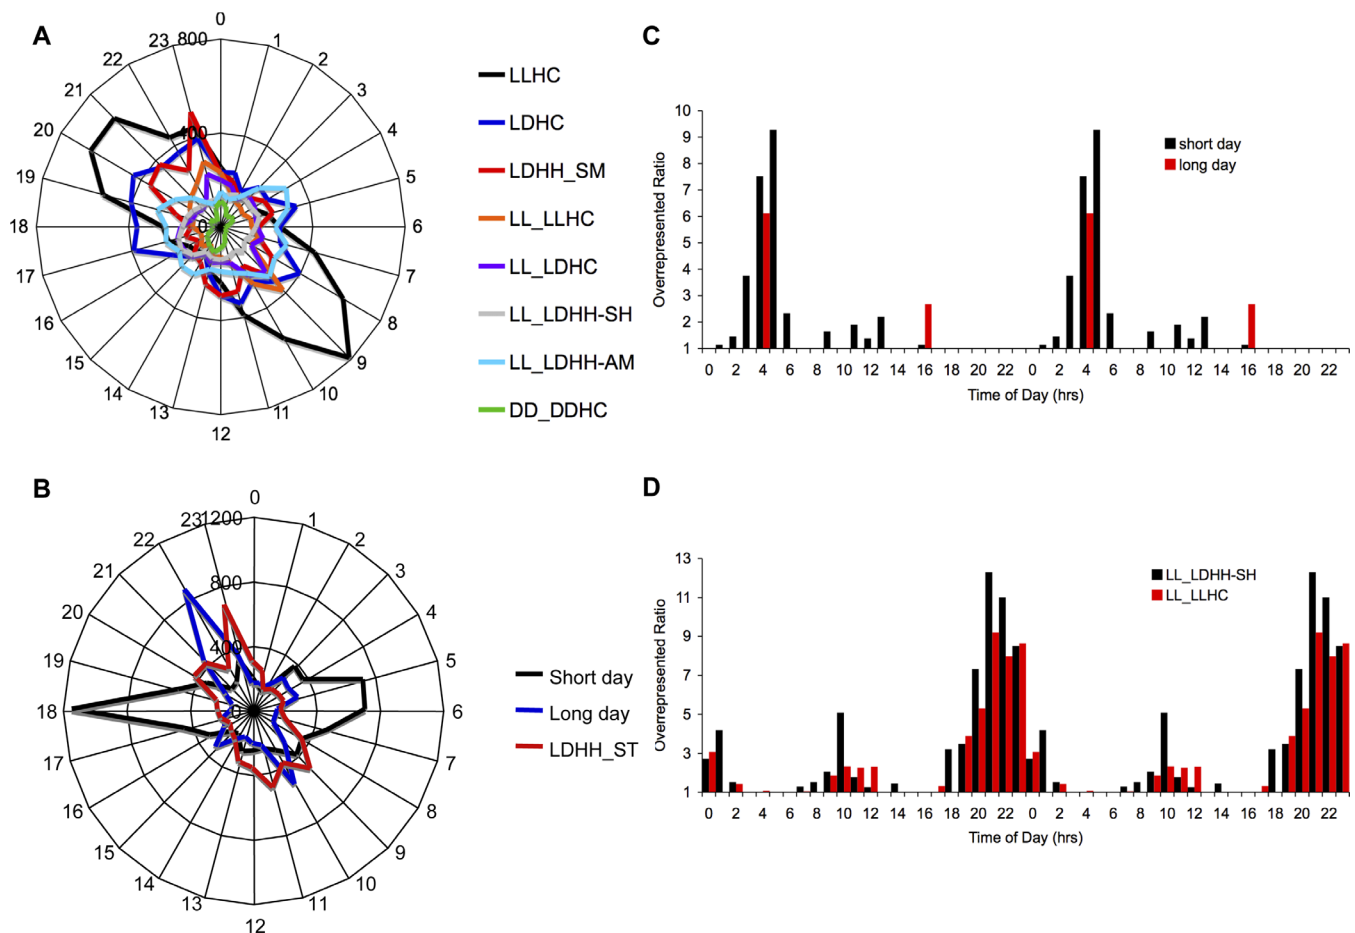 A
0
1
2
3
4
5
6
7
8
9
10
11
12
13
14
15
16
17
18
19
20
21
22
23
800
400
0
LLHC
LDHC
LDHH_SM
LL_LLHC
LL_LDHC
LL_LDHH-SH
LL_LDHH-AM
DD_DDHC
B
0
1
2
3
4
5
6
7
8
9
10
11
12
13
14
15
16
17
18
19
20
21
22
23
1200
800
400
0
Short day
Long day
LDHH_ST
C
Overrepresented Ratio
10
9
8
7
6
5
4
3
2
1
short day
long day
0 2 4 6 8 10 12 14 16 18 20 22 0 2 4 6 8 10 12 14 16 18 20 22
Time of Day (hrs)
D
Overrepresented Ratio
13
11
9
7
5
3
1
LL_LDHH-SH
LL_LLHC
0 2 4 6 8 10 12 14 16 18 20 22 0 2 4 6 8 10 12 14 16 18 20 22
Time of Day (hrs)